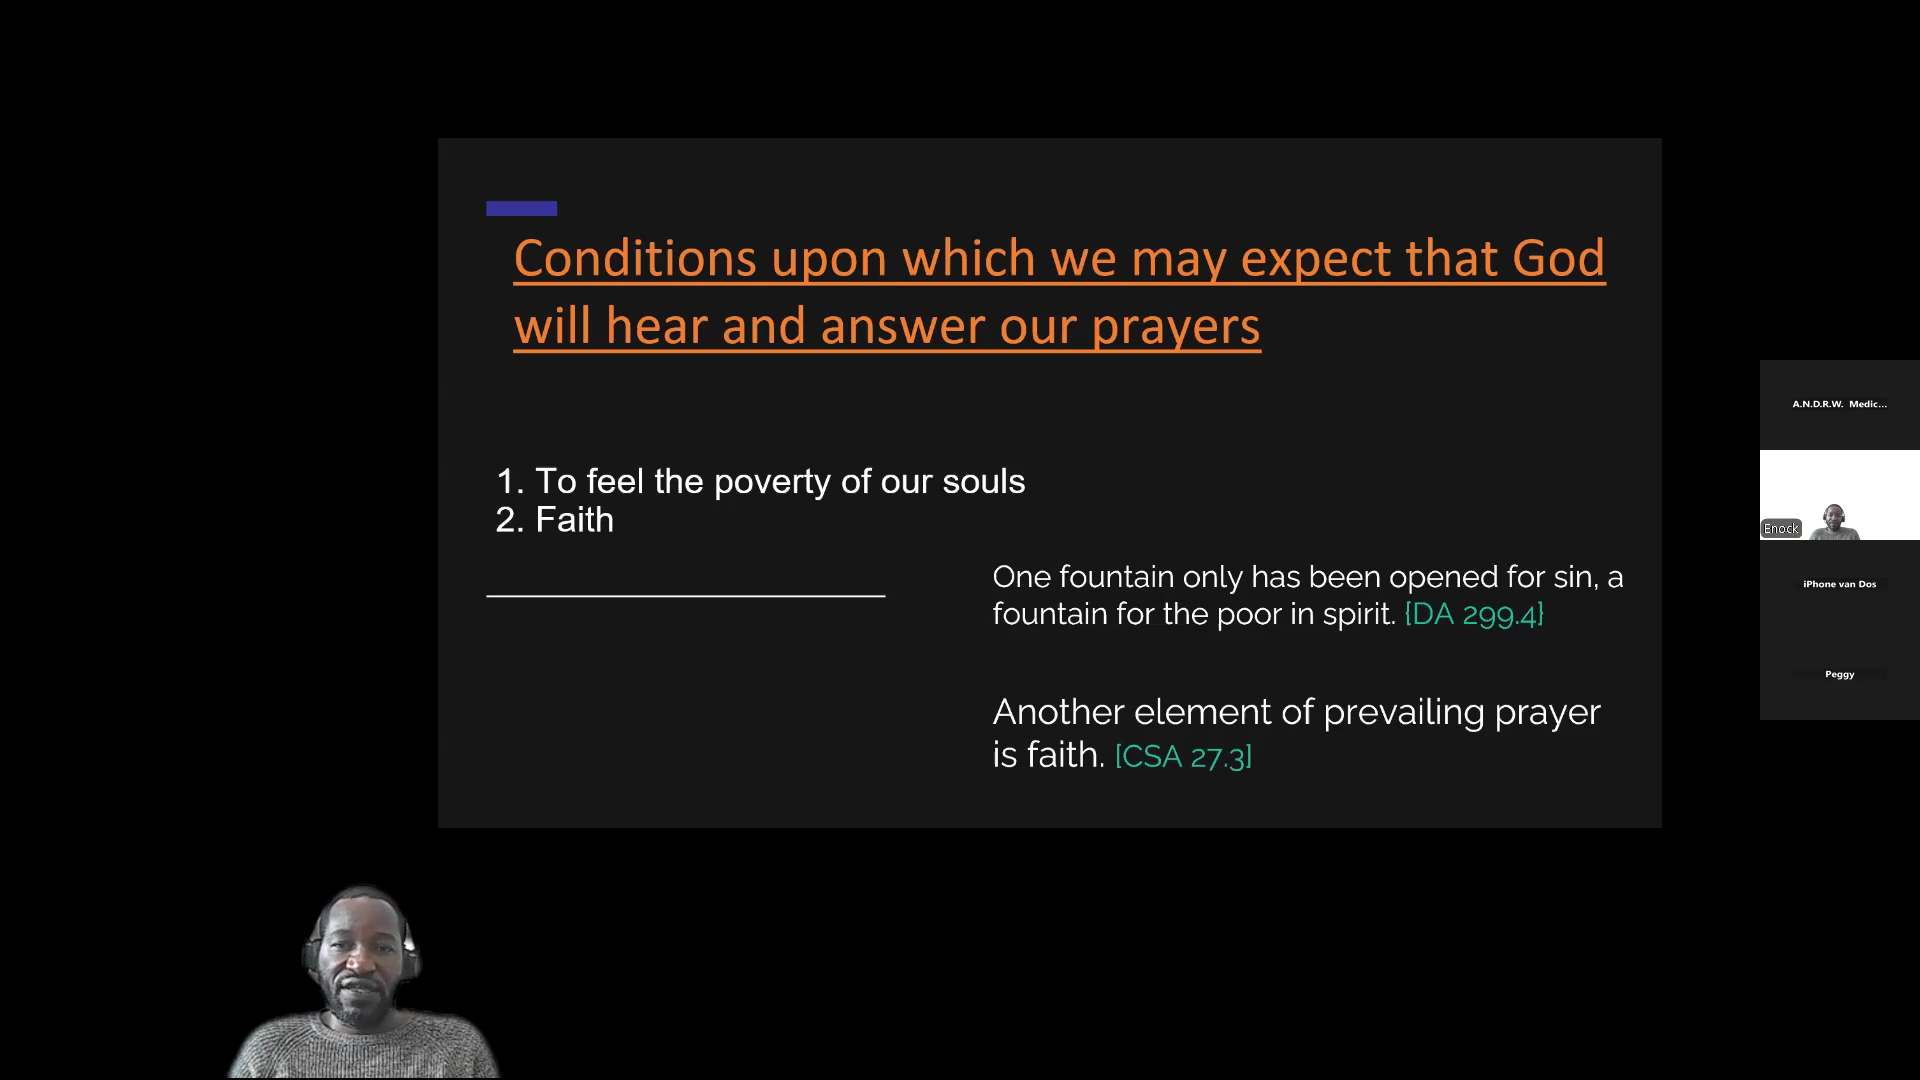 Conditions upon which we may expect that God
will hear and answer our prayers
1. To feel the poverty of our souls
2. Faith
One fountain only has been opened for sin, a
fountain for the poor in spirit. {DA 299.4}
Another element of prevailing prayer
is faith. [CSA 27.3]
A.N.D.R.W. Medic...
Enock
iPhone van Dos
Peggy